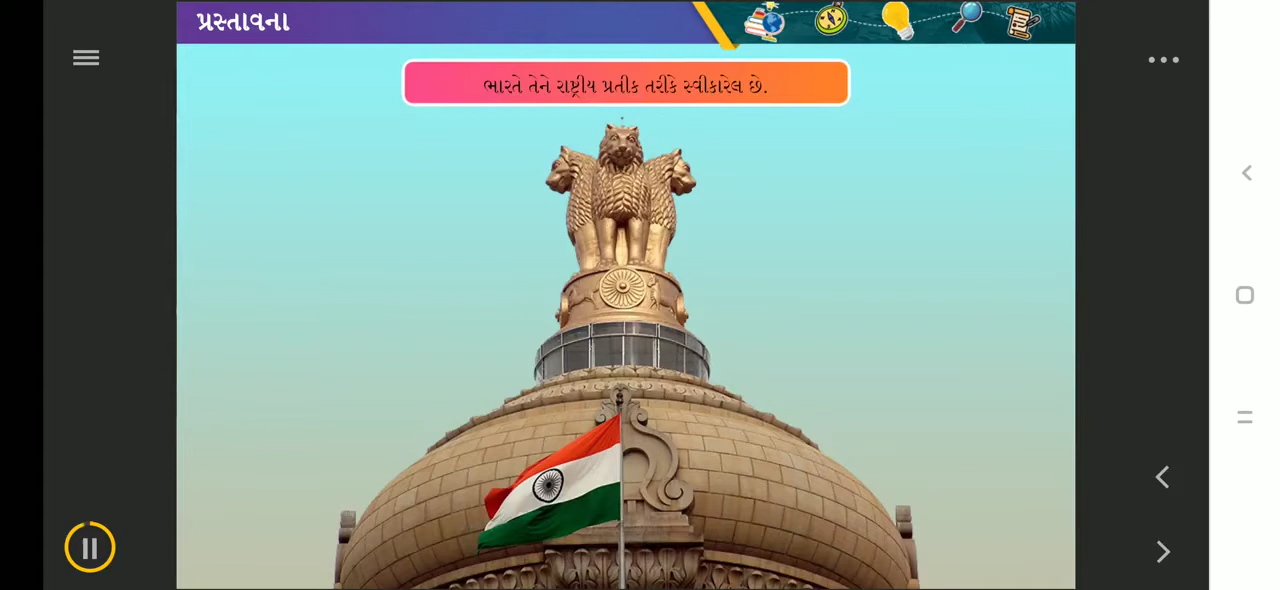 પ્રસ્તાવના
ભારતે તેને રાષ્ટ્રીય પ્રતીક તરીકે સ્વીકારેલ છે.